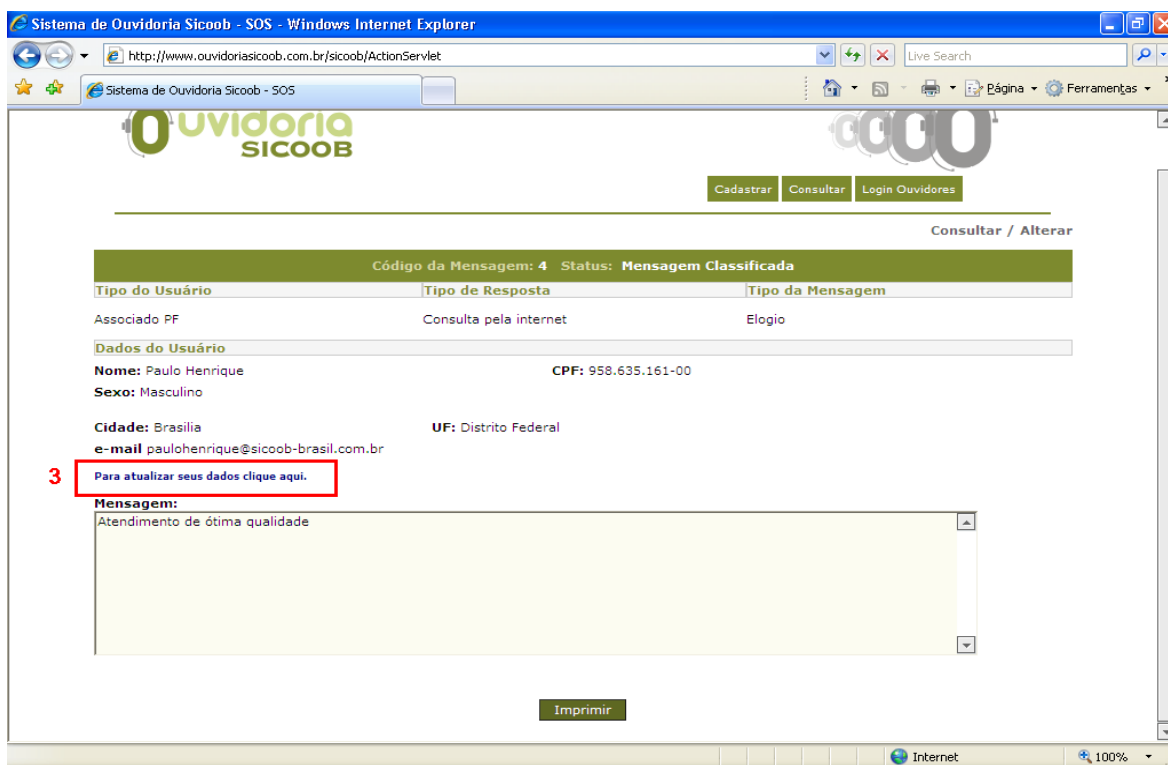 Sistema de Ouvidoria Sicoob - SOS - Windows Internet Explorer
http://www.ouvidoriasicoob.com.br/sicoob/ActionServlet Live Search
Sistema de Ouvidoria Sicoob - SOS Página Ferramentas
Ouvidoria
SICOOB
Cadastrar Consultar Login Ouvidores
Consultar / Alterar
Código da Mensagem: 4 Status: Mensagem Classificada
Tipo do Usuário Tipo de Resposta Tipo da Mensagem
Associado PF Consulta pela internet Elogio
Dados do Usuário
Nome: Paulo Henrique CPF: 958.635.161-00
Sexo: Masculino
Cidade: Brasilia UF: Distrito Federal
e-mail paulohenrique@sicoob-brasil.com.br
3 Para atualizar seus dados clique aqui.
Mensagem:
Atendimento de ótima qualidade
Imprimir
Internet 100%